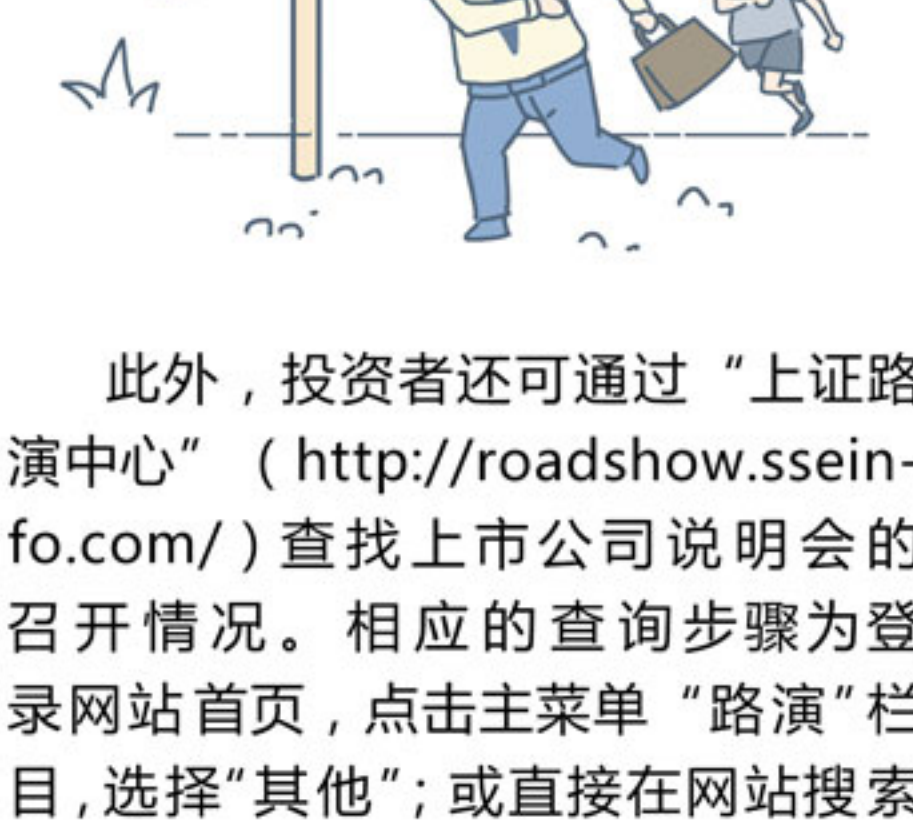 此外，投资者还可通过“上证路
演中心”（http://roadshow.ssein-
fo.com/）查找上市公司说明会的
召开情况。相应的查询步骤为登
录网站首页，点击主菜单“路演”栏
目，选择“其他”；或直接在网站搜索